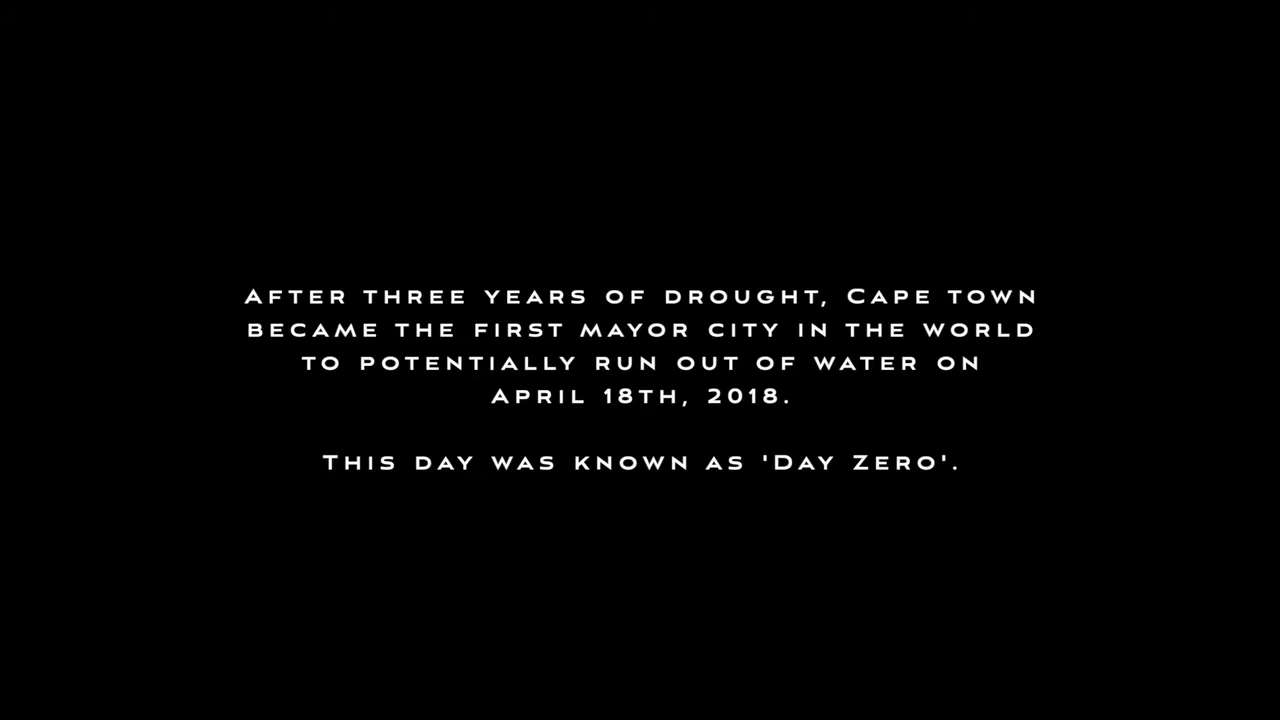 After three years of drought, Cape Town
became the first mayor city in the world
to potentially run out of water on
April 18th, 2018.
This day was known as 'Day Zero'.